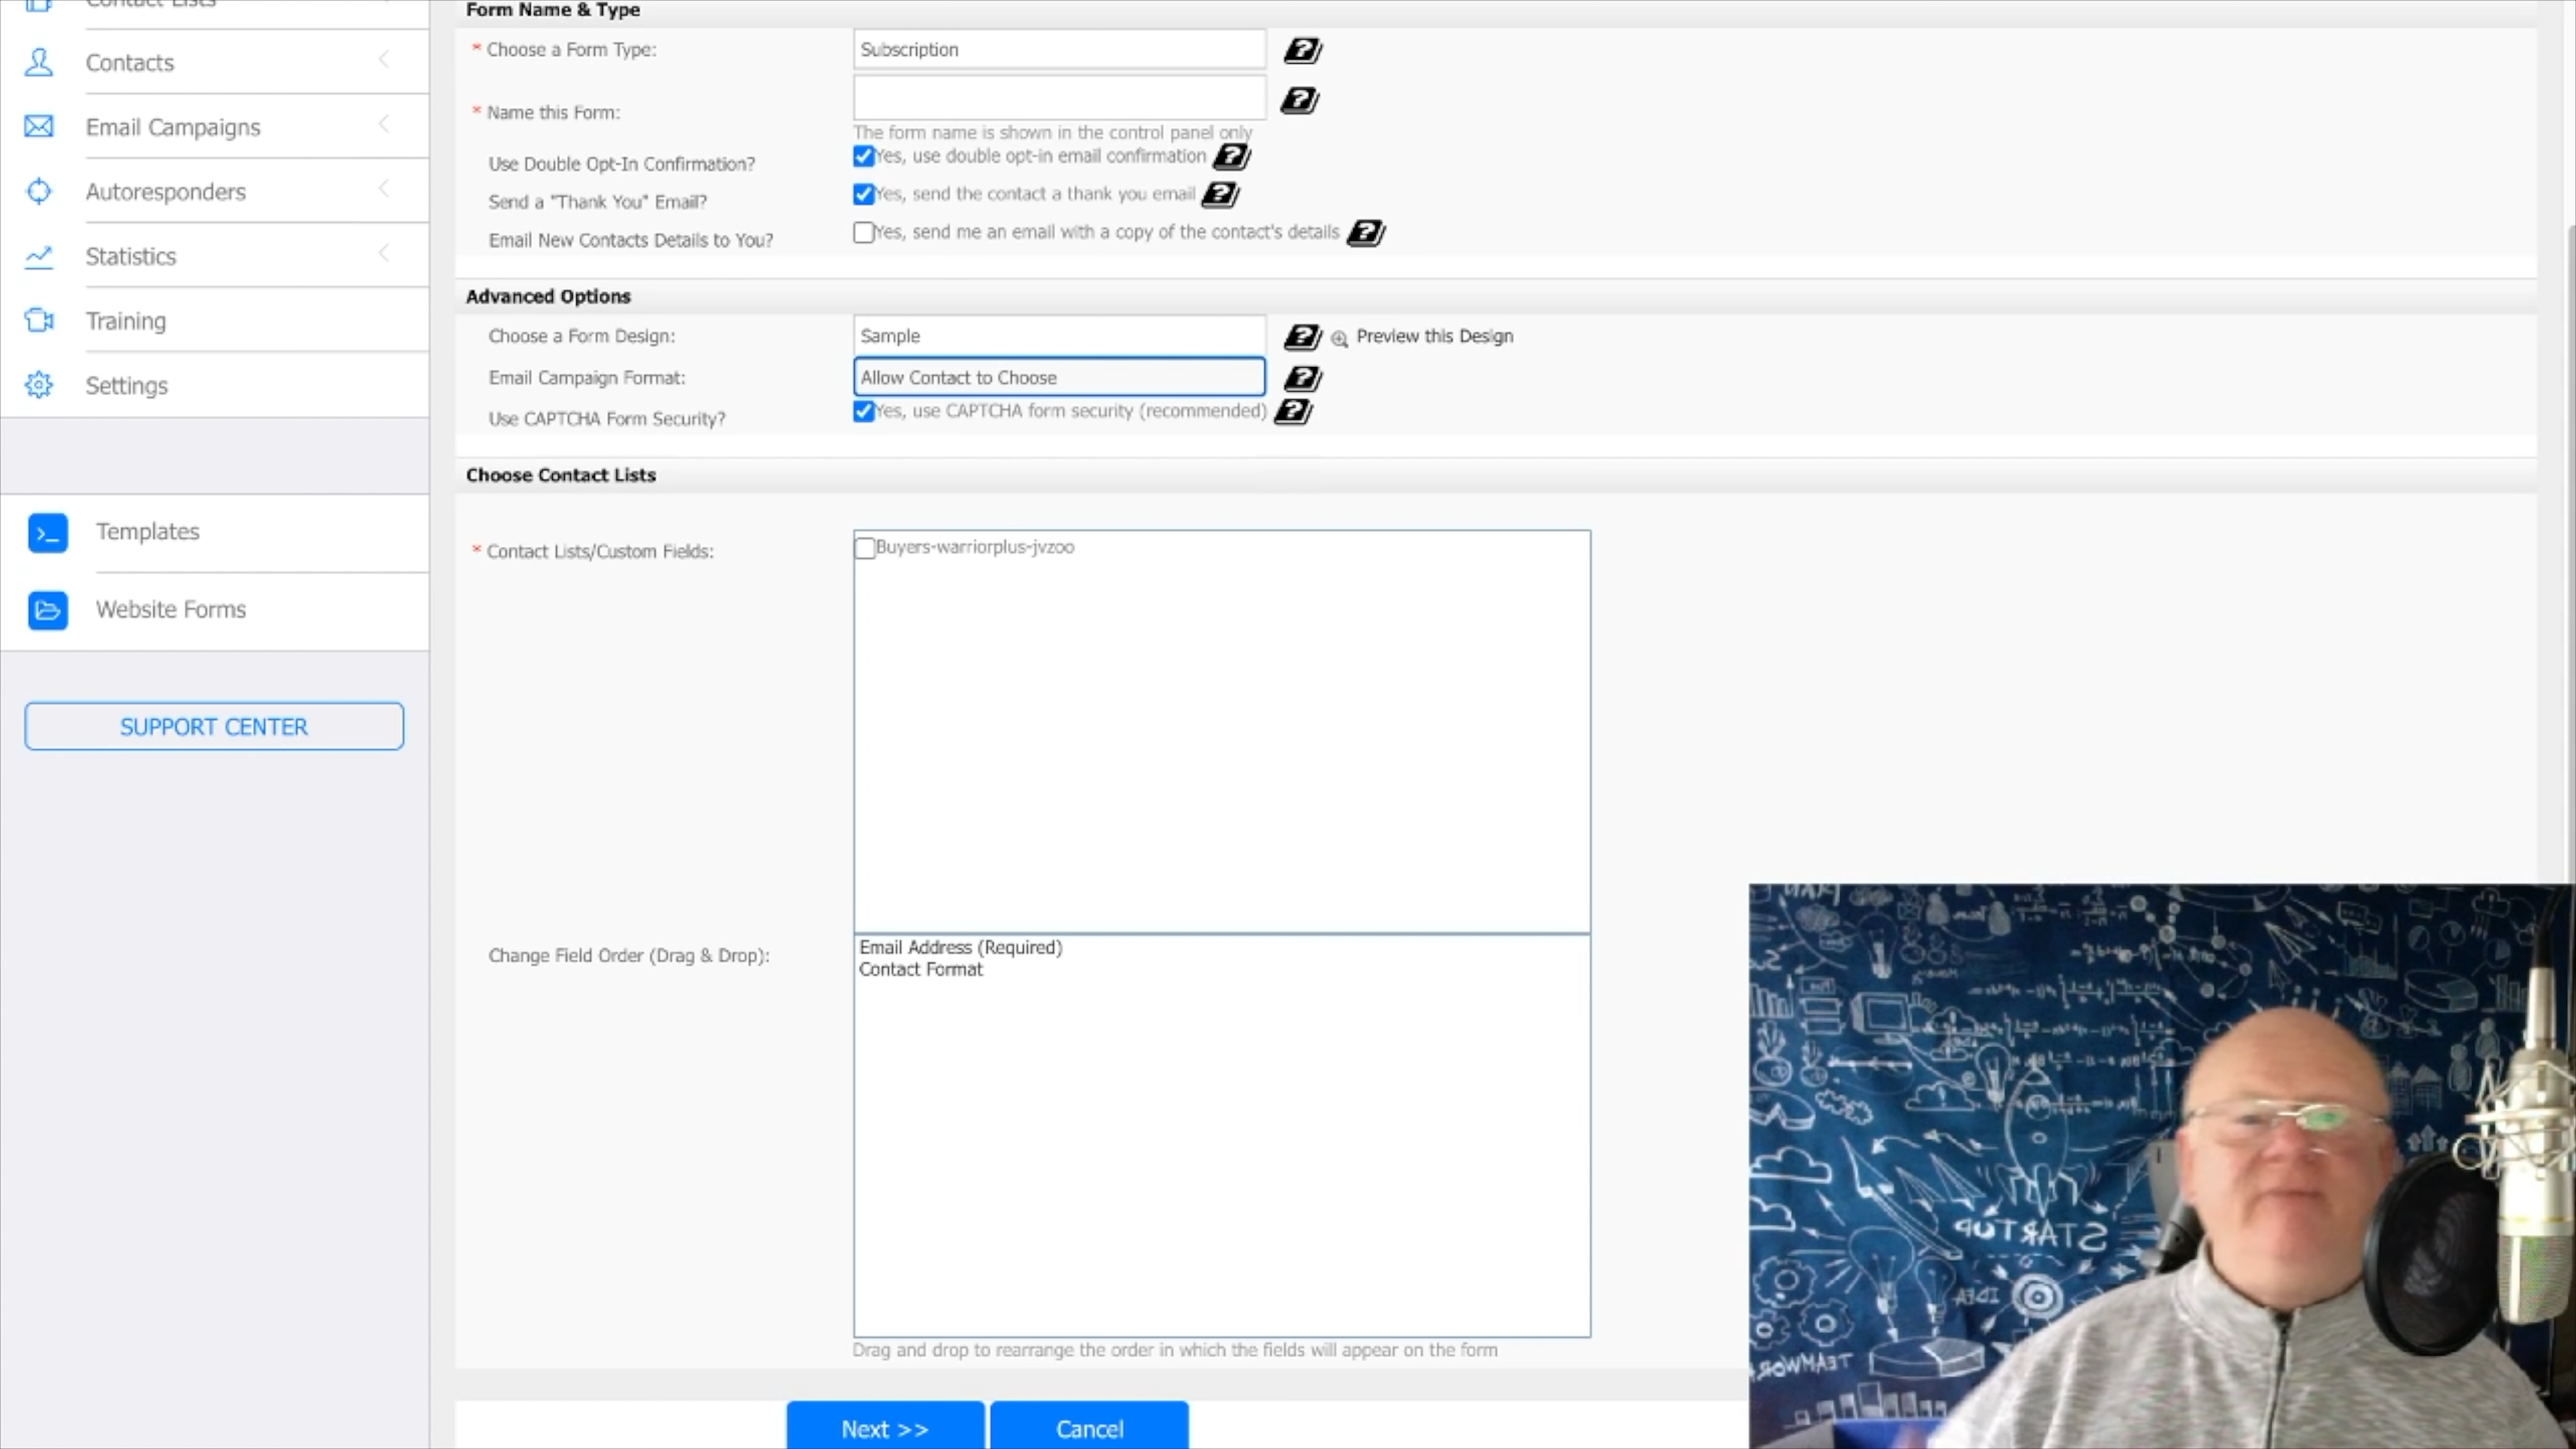 Contact Lists
Contacts
Email Campaigns
Autoresponders
Statistics
Training
Settings
Templates
Website Forms
SUPPORT CENTER
Form Name & Type
* Choose a Form Type:
Subscription
* Name this Form:
The form name is shown in the control panel only
Use Double Opt-In Confirmation?
Yes, use double opt-in email confirmation
Send a "Thank You" Email?
Yes, send the contact a thank you email
Email New Contacts Details to You?
Yes, send me an email with a copy of the contact's details
Advanced Options
Choose a Form Design:
Sample
Preview this Design
Email Campaign Format:
Allow Contact to Choose
Use CAPTCHA Form Security?
Yes, use CAPTCHA form security (recommended)
Choose Contact Lists
* Contact Lists/Custom Fields:
Buyers-warriorplus-jvzoo
Change Field Order (Drag & Drop):
Email Address (Required)
Contact Format
Drag and drop to rearrange the order in which the fields will appear on the form
Next >>
Cancel
STARTUP
IDEA